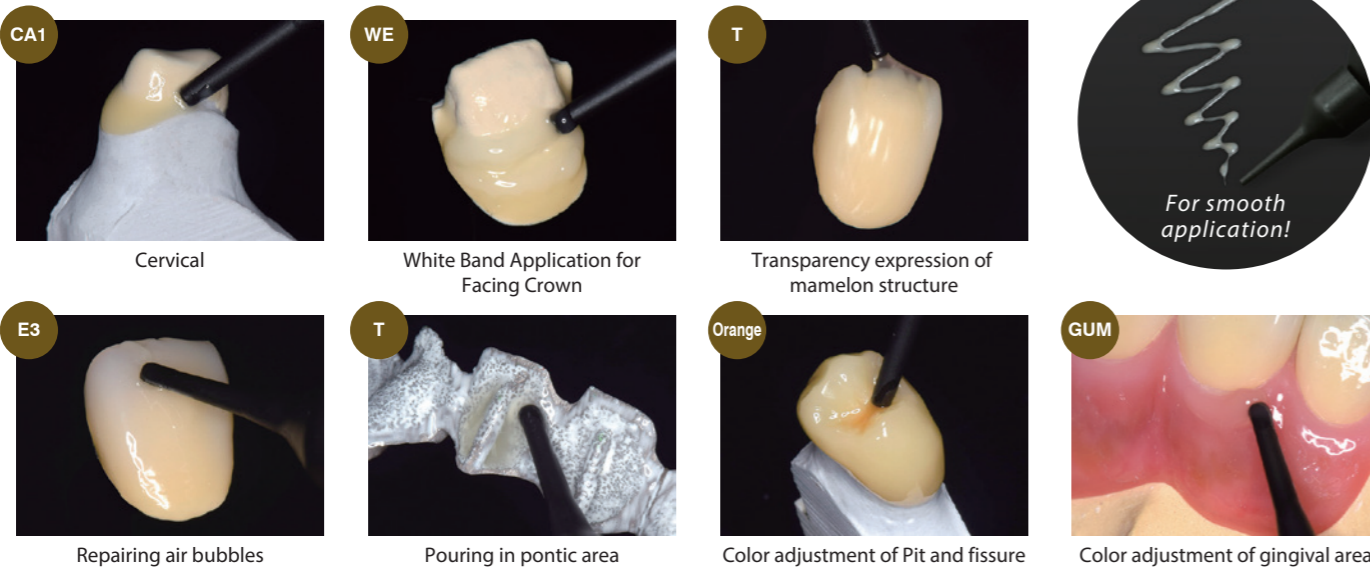 CA1
Cervical
WE
White Band Application for
Facing Crown
T
Transparency expression of
mamelon structure
For smooth
application!
E3
Repairing air bubbles
T
Pouring in pontic area
Orange
Color adjustment of Pit and fissure
GUM
Color adjustment of gingival area